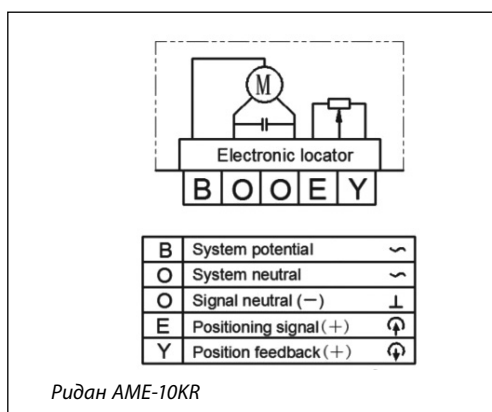 M
Electronic locator
B O O E Y
B System potential ∽
O System neutral ∽
O Signal neutral (−) ⊥
E Positioning signal (+)
Y Position feedback (+)
Ридан AME-10KR